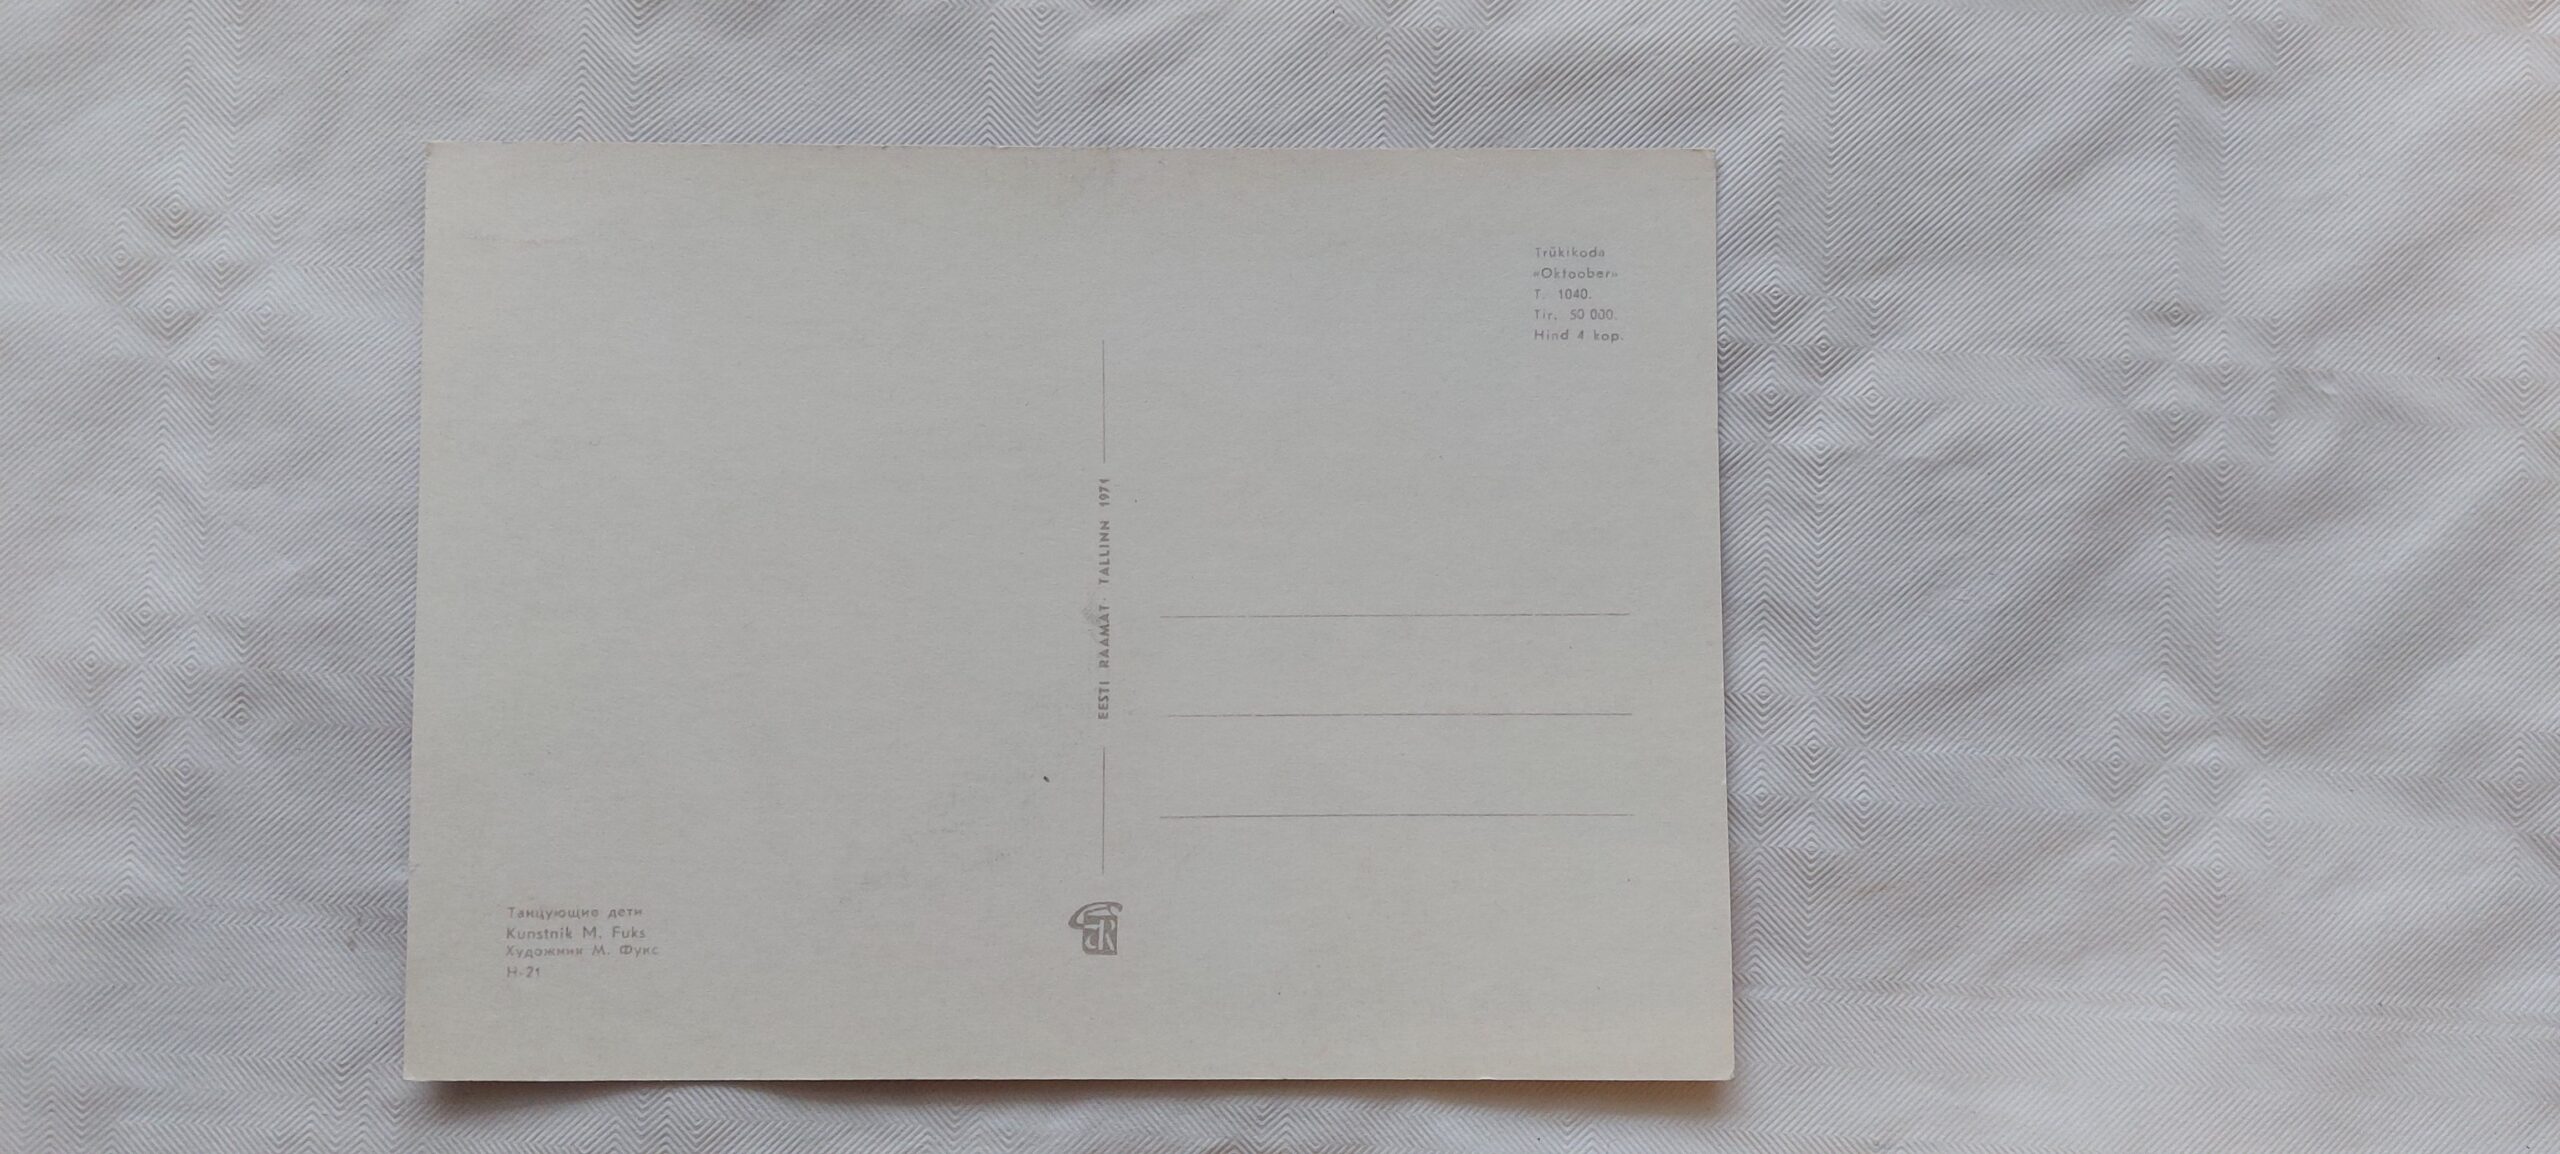 Trükikoda
«Oktoober»
T. 1040.
Tir. 50 000.
Hind 4 kop.
EESTI RAAMAT · TALLINN 1971
Танцующие дети
Kunstnik M. Fuks
Художник М. Фукс
Н-21
ER